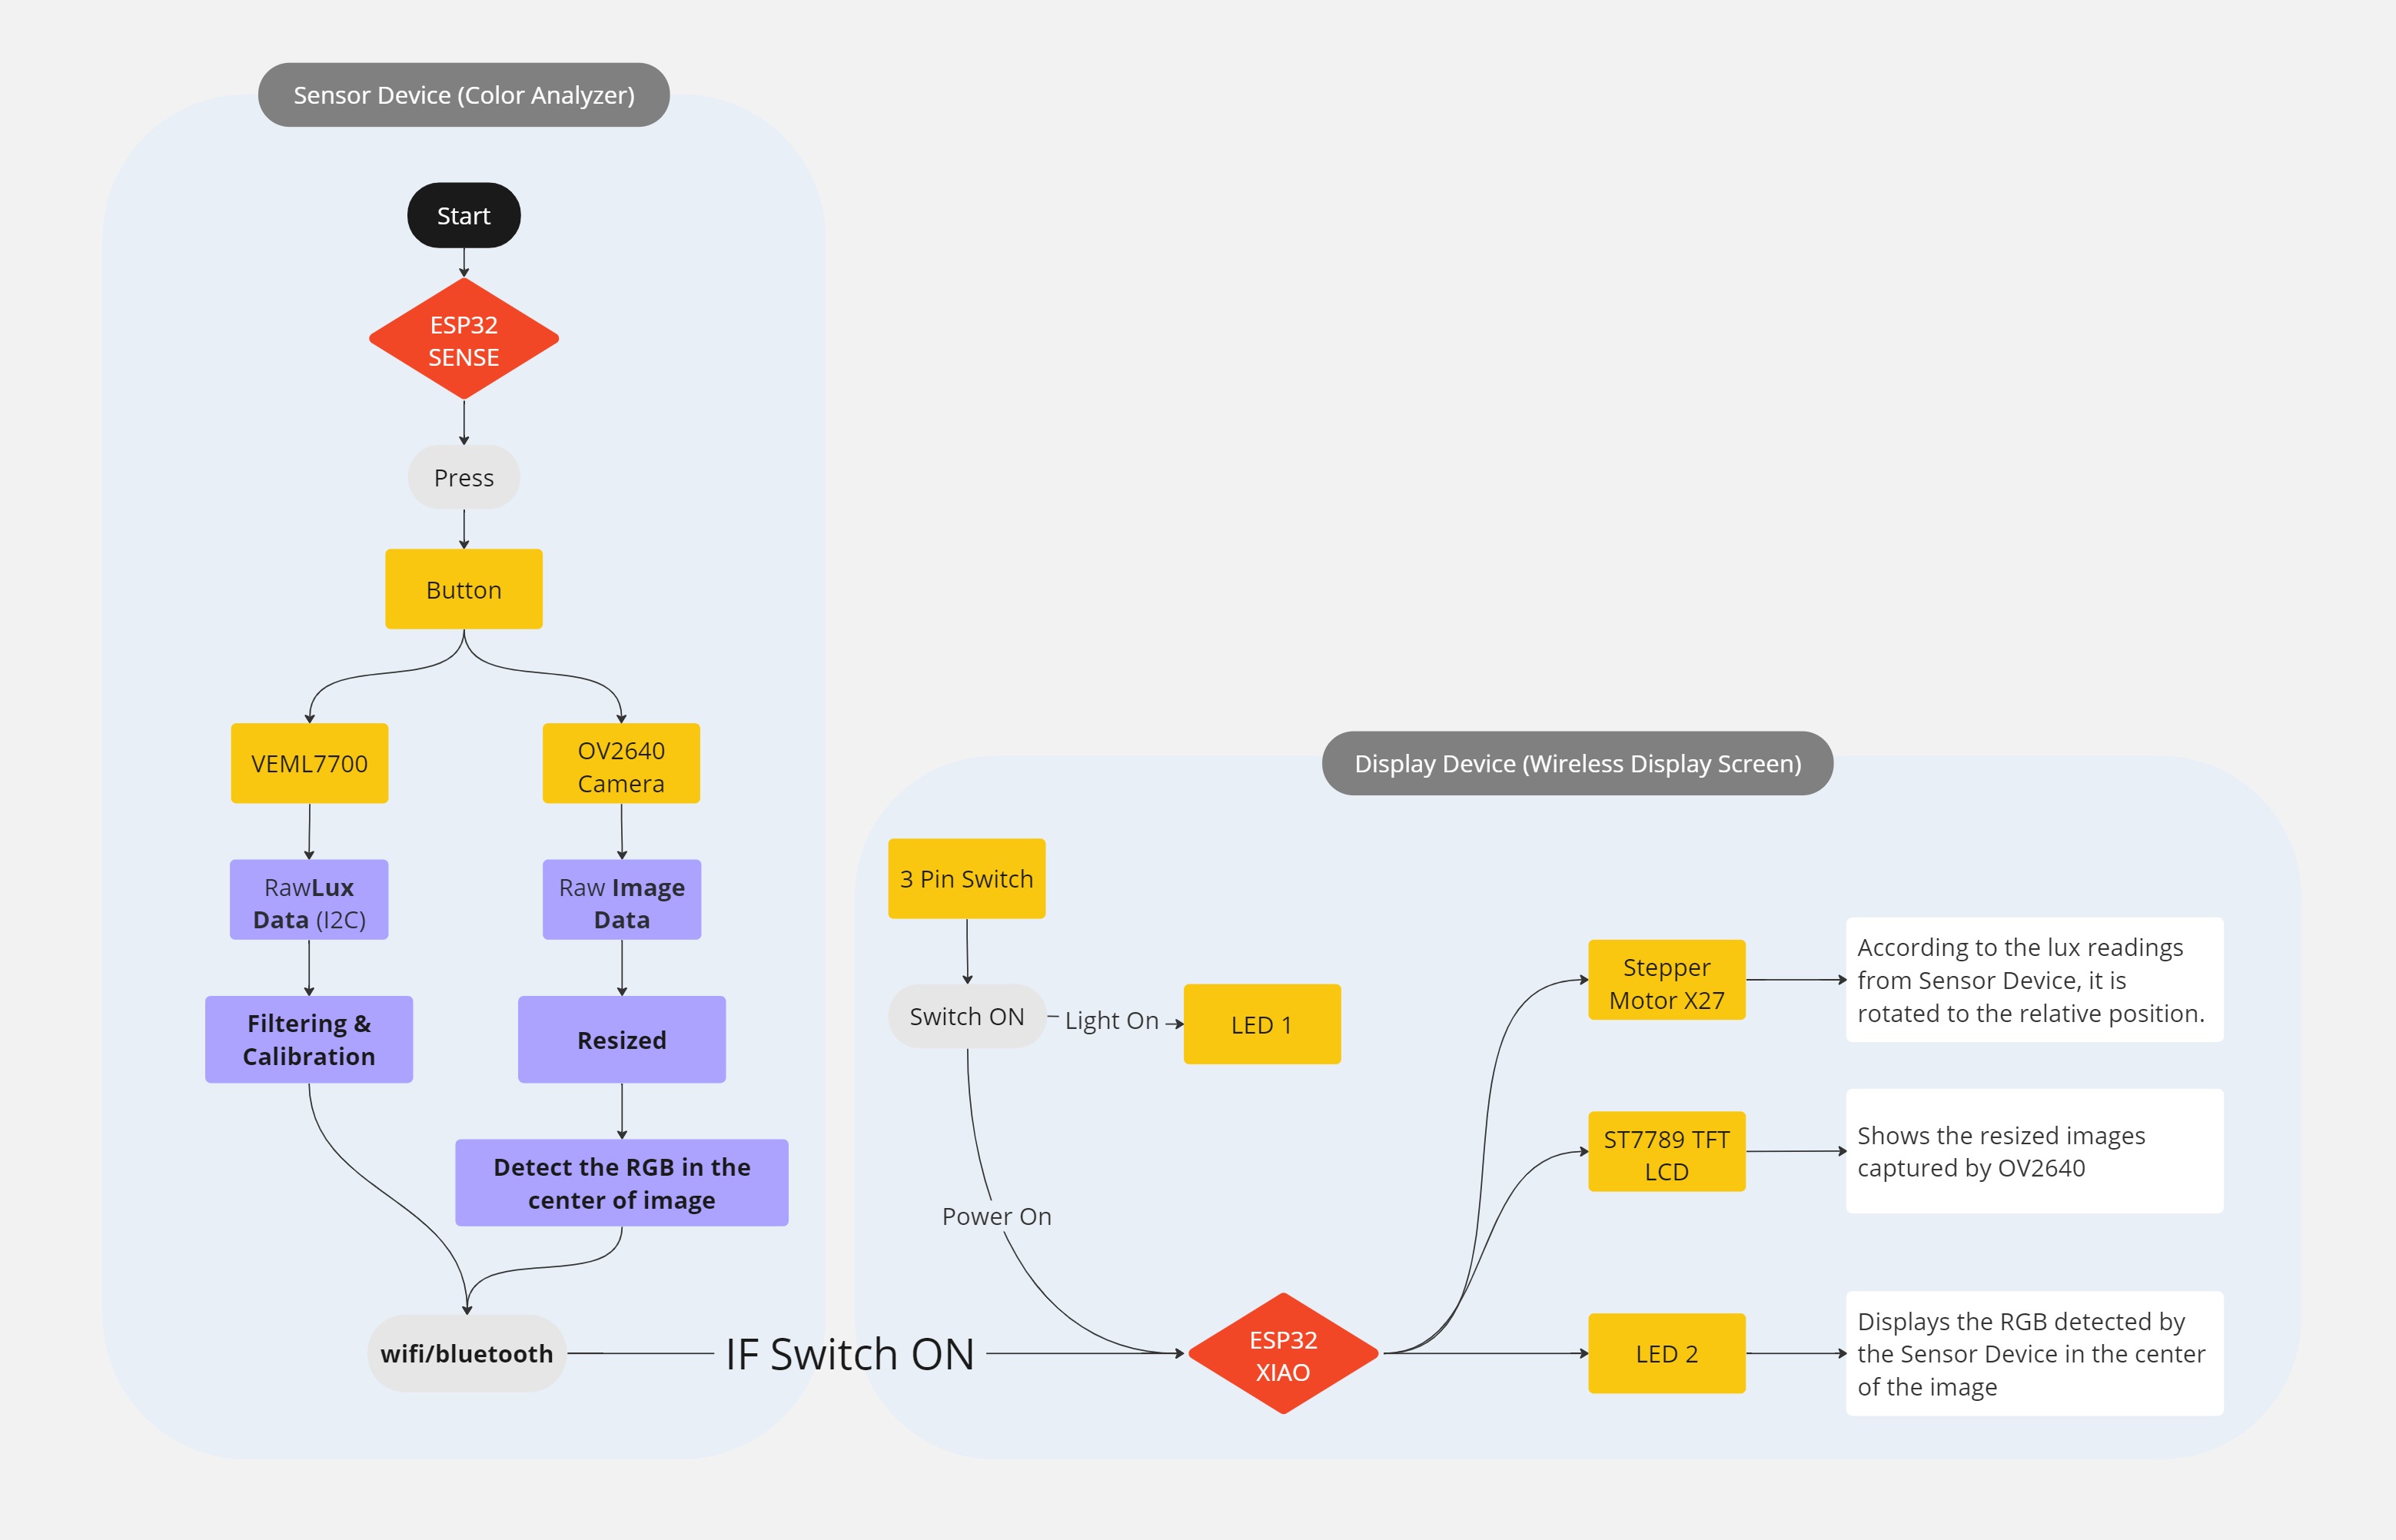 Sensor Device (Color Analyzer)
Start
ESP32
SENSE
Press
Button
VEML7700
OV2640
Camera
RawLux
Data (I2C)
Raw Image
Data
Filtering &
Calibration
Resized
Detect the RGB in the
center of image
wifi/bluetooth
IF Switch ON
Display Device (Wireless Display Screen)
3 Pin Switch
Switch ON
Light On
LED 1
Power On
ESP32
XIAO
Stepper
Motor X27
According to the lux readings
from Sensor Device, it is
rotated to the relative position.
ST7789 TFT
LCD
Shows the resized images
captured by OV2640
LED 2
Displays the RGB detected by
the Sensor Device in the center
of the image